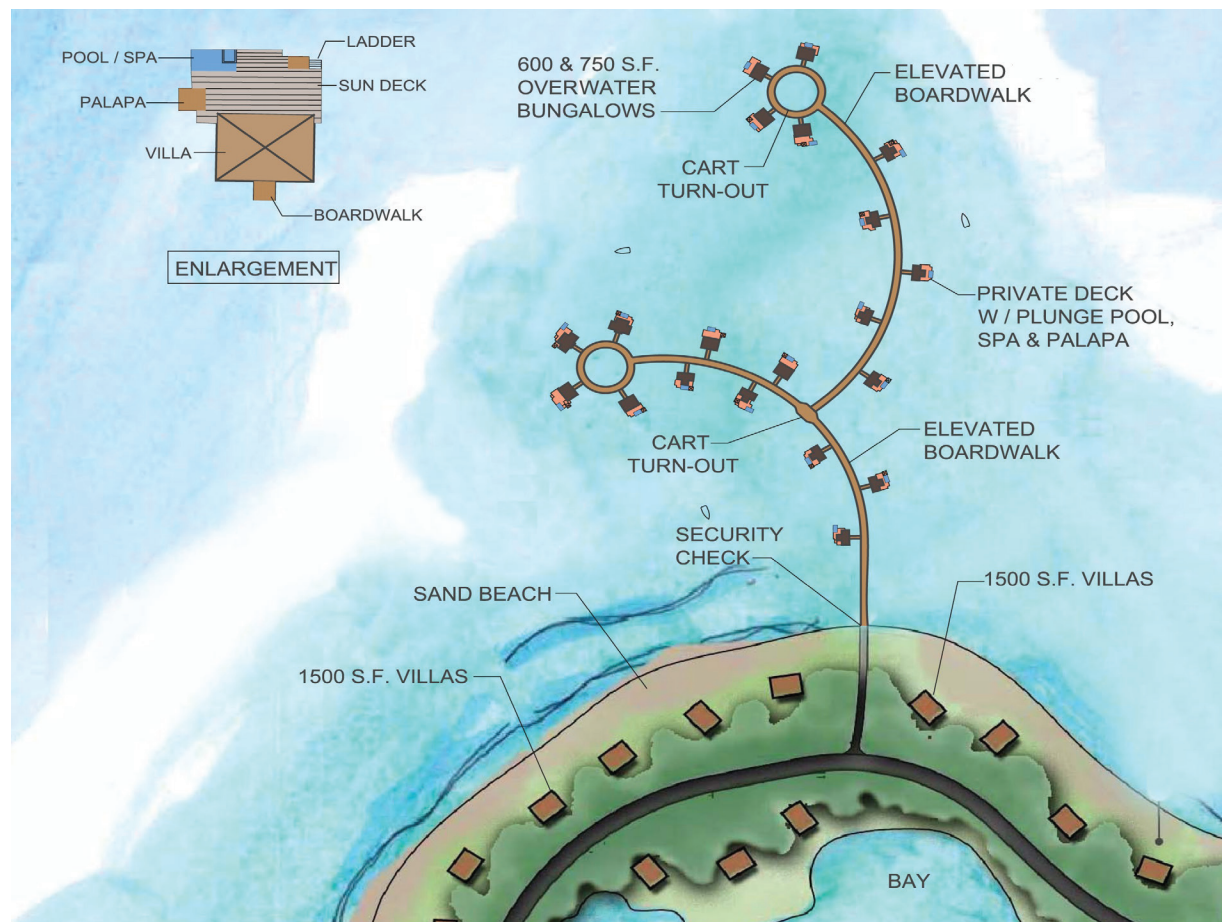 POOL / SPA
LADDER
SUN DECK
PALAPA
VILLA
BOARDWALK
ENLARGEMENT
600 & 750 S.F.
OVERWATER
BUNGALOWS
ELEVATED
BOARDWALK
CART
TURN-OUT
PRIVATE DECK
W / PLUNGE POOL,
SPA & PALAPA
CART
TURN-OUT
ELEVATED
BOARDWALK
SECURITY
CHECK
SAND BEACH
1500 S.F. VILLAS
1500 S.F. VILLAS
BAY